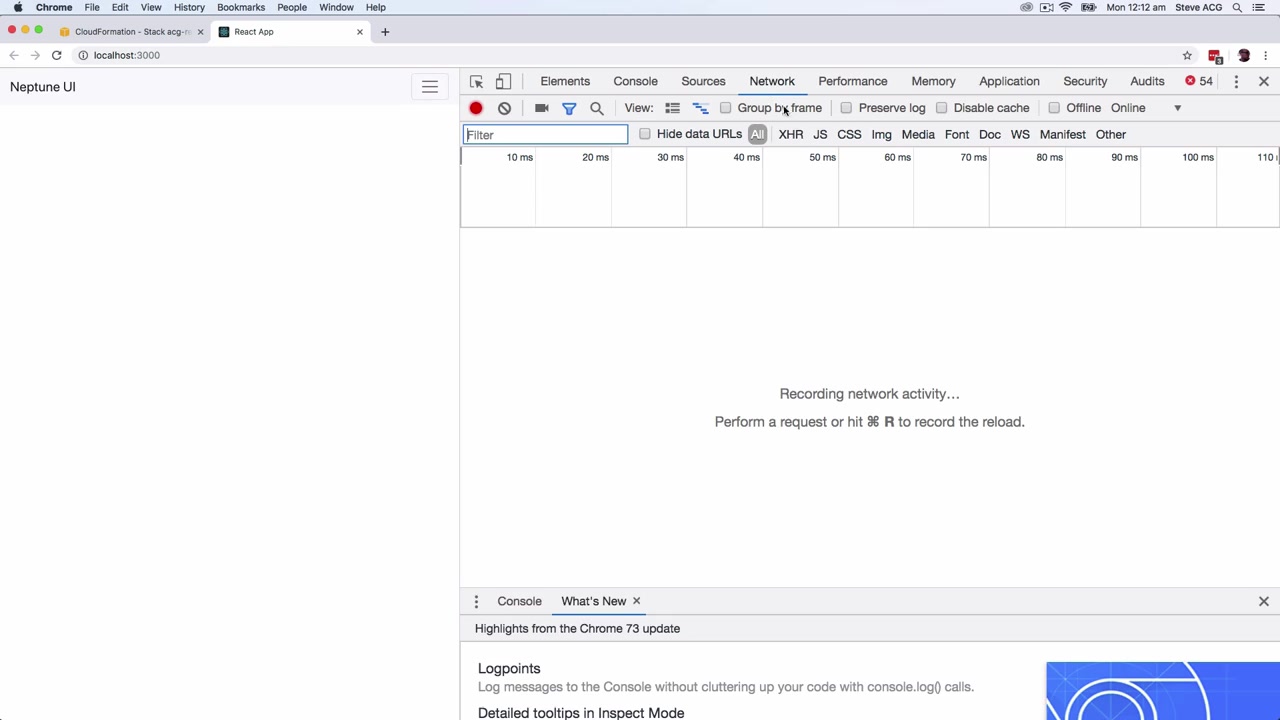 Chrome File Edit View History Bookmarks People Window Help Mon 12:12 am Steve ACG
CloudFormation - Stack acg-re React App
localhost:3000
Neptune UI
Elements Console Sources Network Performance Memory Application Security Audits 54
View: Group by frame Preserve log Disable cache Offline Online
Filter Hide data URLs All XHR JS CSS Img Media Font Doc WS Manifest Other
10 ms 20 ms 30 ms 40 ms 50 ms 60 ms 70 ms 80 ms 90 ms 100 ms 110
Recording network activity…
Perform a request or hit ⌘ R to record the reload.
Console What's New
Highlights from the Chrome 73 update
Logpoints
Log messages to the Console without cluttering up your code with console.log() calls.
Detailed tooltips in Inspect Mode